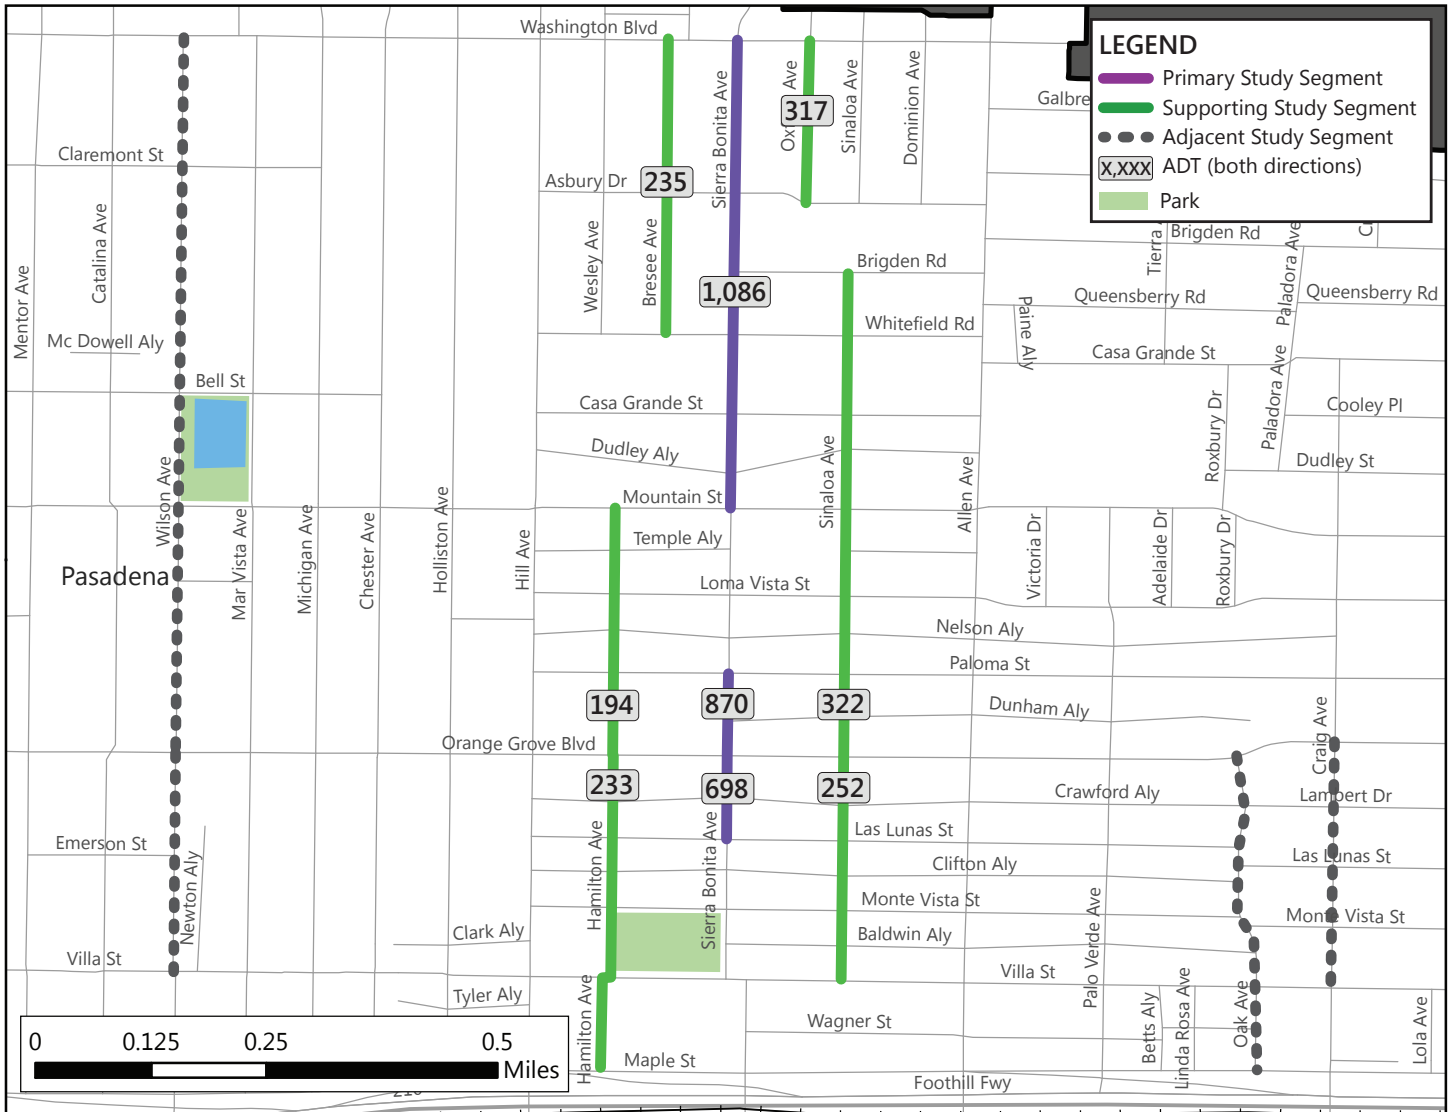 Washington Blvd
LEGEND
Primary Study Segment
Supporting Study Segment
Adjacent Study Segment
X,XXX ADT (both directions)
Park
Galbre
Sierra Bonita Ave
Ave
317
Sinaloa Ave
Dominion Ave
Claremont St
Asbury Dr
235
Catalina Ave
Wesley Ave
Bresee Ave
Brigden Rd
Tierra
Brigden Rd
Paladora Ave
Mentor Ave
1,086
Queensberry Rd
Queensberry Rd
Whitefield Rd
Paine Aly
Mc Dowell Aly
Casa Grande St
Bell St
Casa Grande St
Roxbury Dr
Paladora Ave
Cooley Pl
Dudley Aly
Dudley St
Wilson Ave
Sinaloa Ave
Allen Ave
Mountain St
Mar Vista Ave
Michigan Ave
Chester Ave
Holliston Ave
Hill Ave
Temple Aly
Victoria Dr
Adelaide Dr
Roxbury Dr
Pasadena
Loma Vista St
Nelson Aly
Paloma St
194
870
322
Dunham Aly
Craig Ave
Orange Grove Blvd
233
698
252
Crawford Aly
Lambert Dr
Las Lunas St
Emerson St
Newton Aly
Hamilton Ave
Sierra Bonita Ave
Clifton Aly
Las Lunas St
Monte Vista St
Monte Vista St
Clark Aly
Baldwin Aly
Palo Verde Ave
Villa St
Villa St
Tyler Aly
Hamilton Ave
Wagner St
Betts Aly
Linda Rosa Ave
Oak Ave
Lola Ave
0 0.125 0.25 0.5
Miles
Maple St
Foothill Fwy